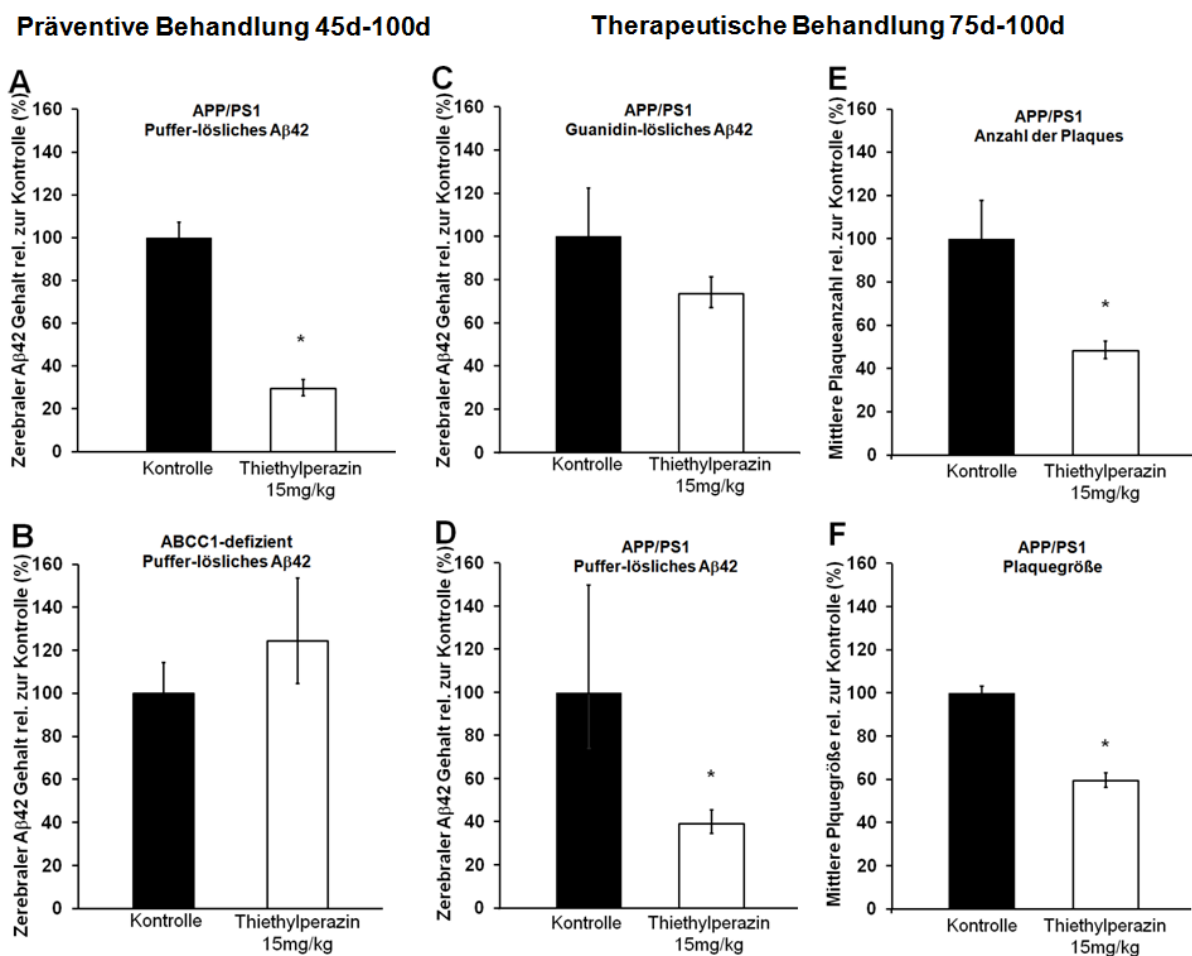 Präventive Behandlung 45d-100d
Therapeutische Behandlung 75d-100d
A
APP/PS1
Puffer-lösliches Aβ42
Zerebraler Aβ42 Gehalt rel. zur Kontrolle (%)
160
140
120
100
80
60
40
20
0
*
Kontrolle
Thiethylperazin
15mg/kg
B
ABCC1-defizient
Puffer-lösliches Aβ42
Zerebraler Aβ42 Gehalt rel. zur Kontrolle (%)
160
140
120
100
80
60
40
20
0
Kontrolle
Thiethylperazin
15mg/kg
C
APP/PS1
Guanidin-lösliches Aβ42
Zerebraler Aβ42 Gehalt rel. zur Kontrolle (%)
160
140
120
100
80
60
40
20
0
Kontrolle
Thiethylperazin
15mg/kg
D
APP/PS1
Puffer-lösliches Aβ42
Zerebraler Aβ42 Gehalt rel. zur Kontrolle (%)
160
140
120
100
80
60
40
20
0
*
Kontrolle
Thiethylperazin
15mg/kg
E
APP/PS1
Anzahl der Plaques
Mittlere Plaqueanzahl rel. zur Kontrolle (%)
160
140
120
100
80
60
40
20
0
*
Kontrolle
Thiethylperazin
15mg/kg
F
APP/PS1
Plaquegröße
Mittlere Plquegröße rel. zur Kontrolle (%)
160
140
120
100
80
60
40
20
0
*
Kontrolle
Thiethylperazin
15mg/kg